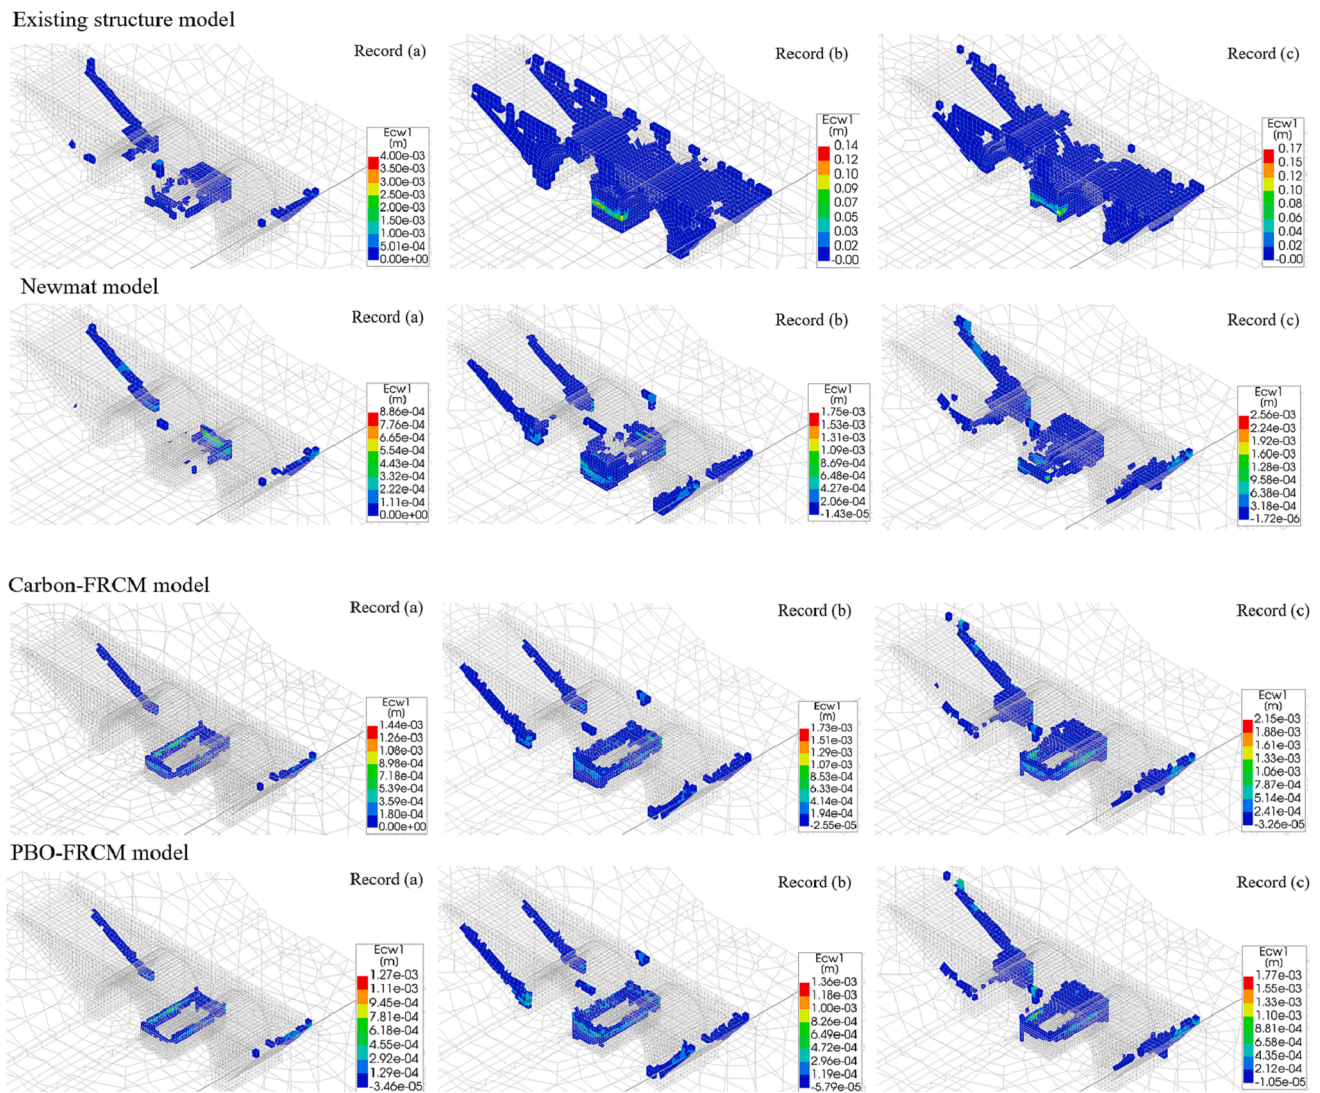 Existing structure model
Record (a)
Ecw1
(m)
4.00e-03
3.50e-03
3.00e-03
2.50e-03
2.00e-03
1.50e-03
1.00e-03
5.01e-04
0.00e+00
Record (b)
Ecw1
(m)
0.14
0.12
0.10
0.09
0.07
0.05
0.03
0.02
-0.00
Record (c)
Ecw1
(m)
0.17
0.15
0.12
0.10
0.08
0.06
0.04
0.02
-0.00
Newmat model
Record (a)
Ecw1
(m)
8.86e-04
7.76e-04
6.65e-04
5.54e-04
4.43e-04
3.32e-04
2.22e-04
1.11e-04
0.00e+00
Record (b)
Ecw1
(m)
1.75e-03
1.53e-03
1.31e-03
1.09e-03
8.69e-04
6.48e-04
4.27e-04
2.06e-04
-1.43e-05
Record (c)
Ecw1
(m)
2.56e-03
2.24e-03
1.92e-03
1.60e-03
1.28e-03
9.58e-04
6.38e-04
3.18e-04
-1.72e-06
Carbon-FRCM model
Record (a)
Ecw1
(m)
1.44e-03
1.26e-03
1.08e-03
8.98e-04
7.18e-04
5.39e-04
3.59e-04
1.80e-04
0.00e+00
Record (b)
Ecw1
(m)
1.73e-03
1.51e-03
1.29e-03
1.07e-03
8.53e-04
6.33e-04
4.14e-04
1.94e-04
-2.55e-05
Record (c)
Ecw1
(m)
2.15e-03
1.88e-03
1.61e-03
1.33e-03
1.06e-03
7.87e-04
5.14e-04
2.41e-04
-3.26e-05
PBO-FRCM model
Record (a)
Ecw1
(m)
1.27e-03
1.11e-03
9.45e-04
7.81e-04
6.18e-04
4.55e-04
2.92e-04
1.29e-04
-3.46e-05
Record (b)
Ecw1
(m)
1.36e-03
1.18e-03
1.00e-03
8.26e-04
6.49e-04
4.72e-04
2.96e-04
1.19e-04
-5.79e-05
Record (c)
Ecw1
(m)
1.77e-03
1.55e-03
1.33e-03
1.10e-03
8.81e-04
6.58e-04
4.35e-04
2.12e-04
-1.05e-05